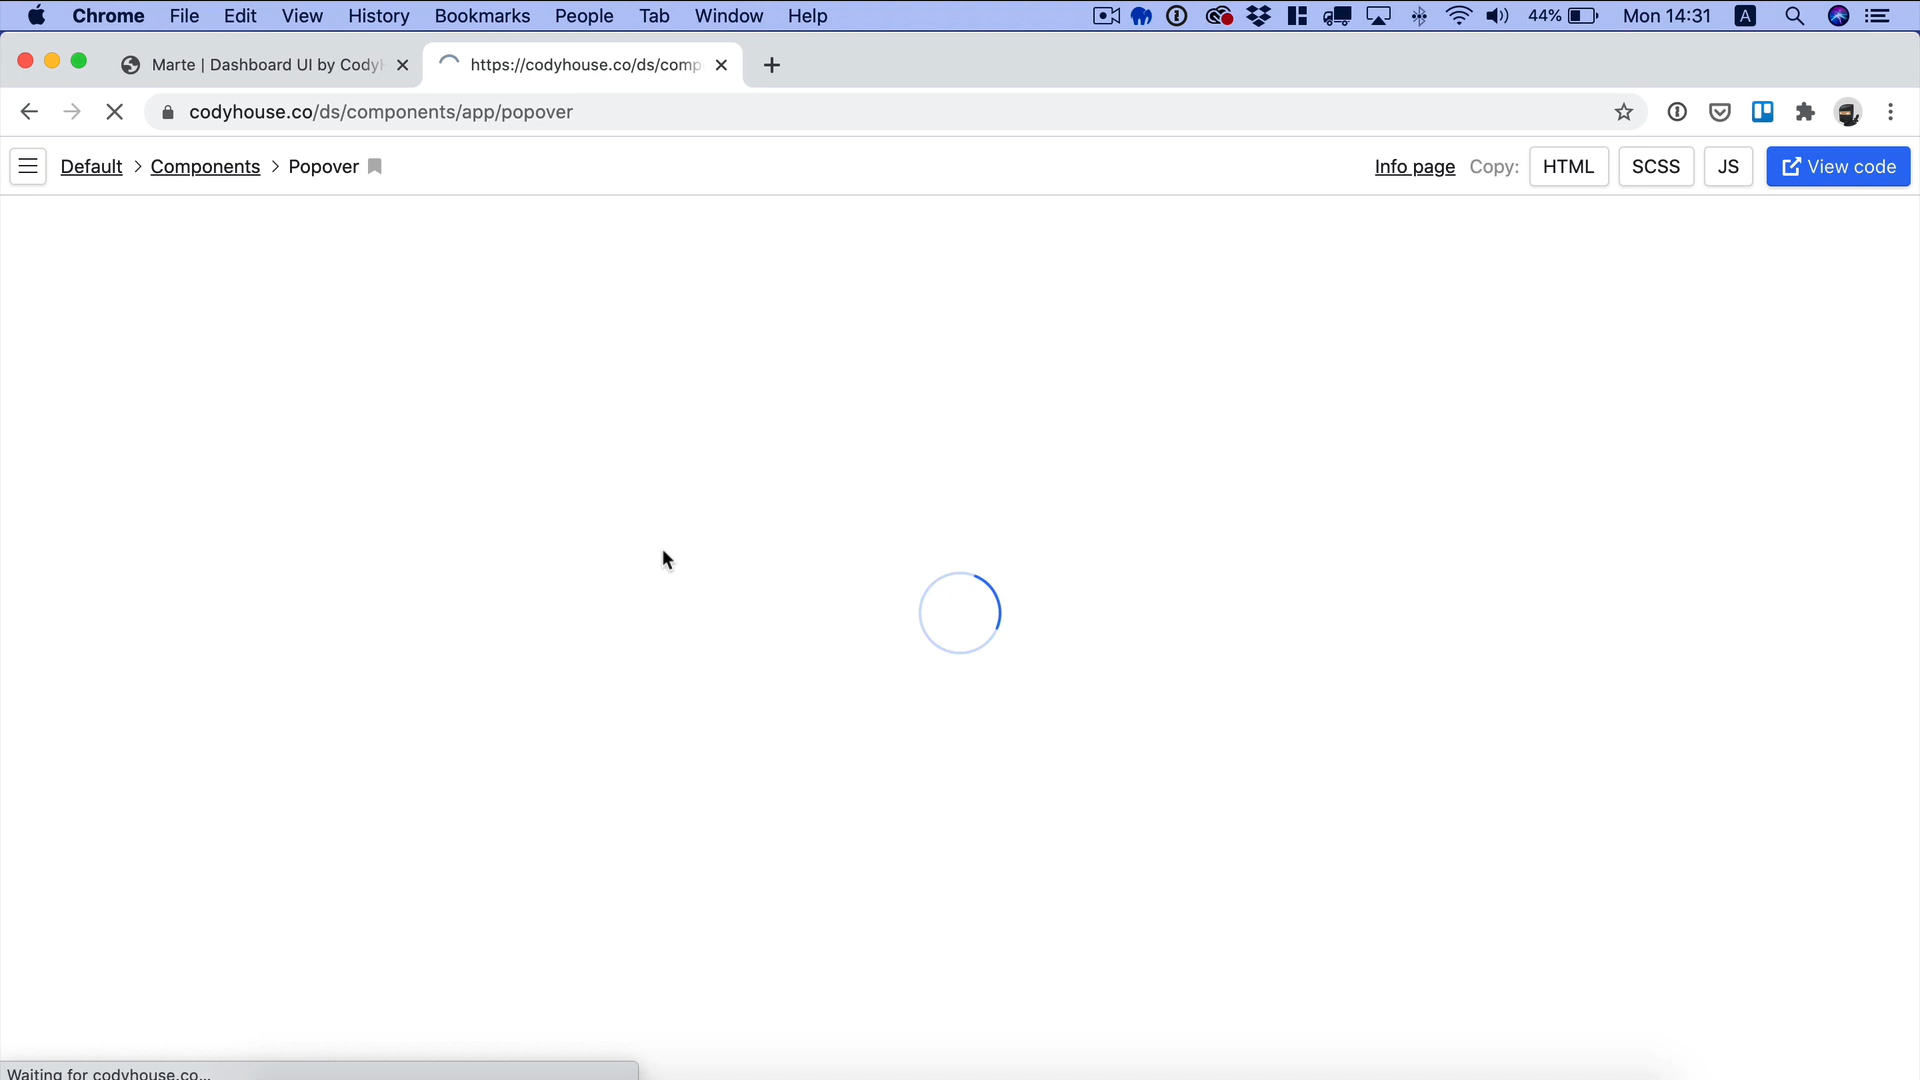 Chrome File Edit View History Bookmarks People Tab Window Help 44% Mon 14:31 A
Marte | Dashboard UI by CodyH https://codyhouse.co/ds/comp
codyhouse.co/ds/components/app/popover
Default > Components > Popover Info page Copy: HTML SCSS JS View code
Waiting for codyhouse.co...